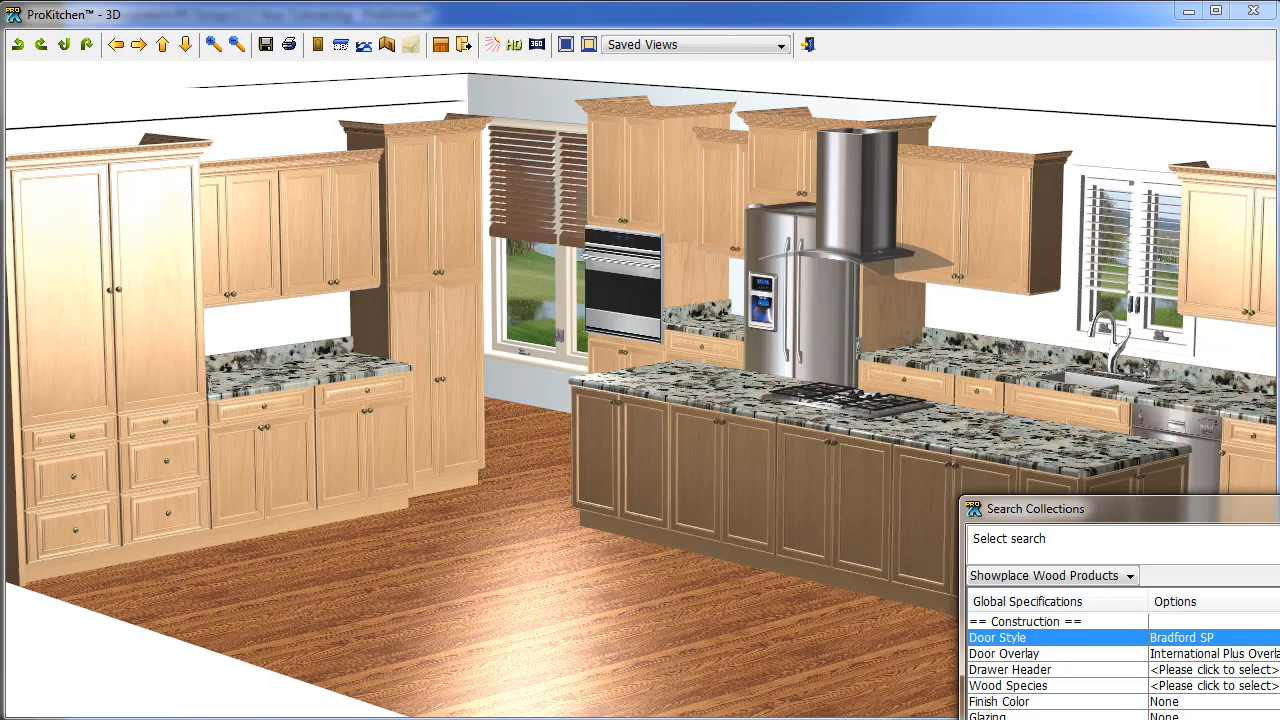 ProKitchen™ - 3D
HD 360 Saved Views
Search Collections
Select search
Showplace Wood Products
Global Specifications Options
== Construction ==
Door Style Bradford SP
Door Overlay International Plus Overla
Drawer Header <Please click to select>
Wood Species <Please click to select>
Finish Color None
Glazing None